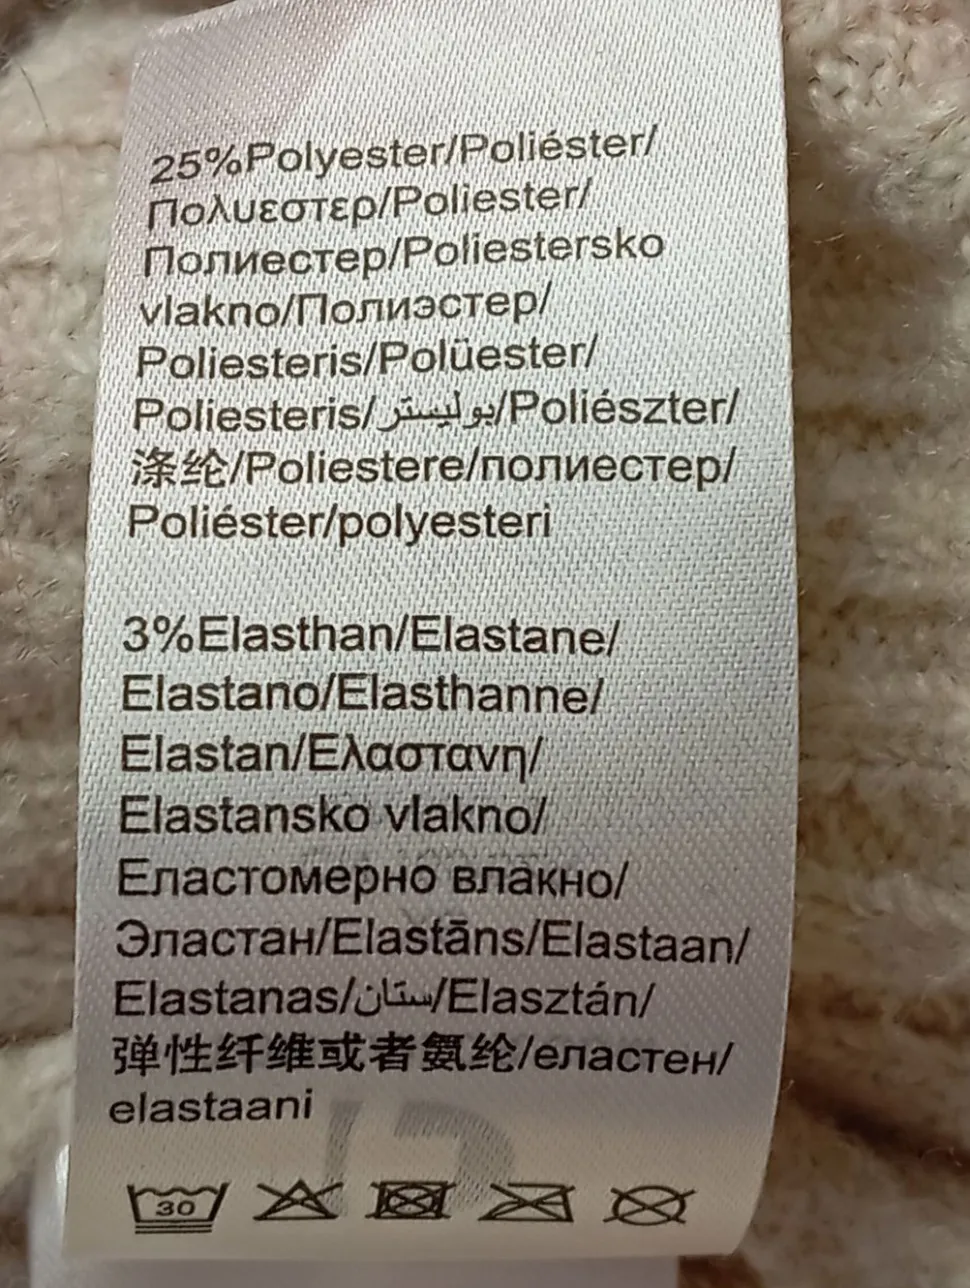 25%Polyester/Poliéster/
Πολυεστερ/Poliester/
Полиестер/Poliestersko
vlakno/Полиэстер/
Poliesteris/Polüester/
Poliesteris/بوليستر/Poliészter/
涤纶/Poliestere/полиестер/
Poliéster/polyesteri
3%Elasthan/Elastane/
Elastano/Elasthanne/
Elastan/Ελαστανη/
Elastansko vlakno/
Еластомерно влакно/
Эластан/Elastāns/Elastaan/
Elastanas/ستان/Elasztán/
弹性纤维或者氨纶/еластен/
elastaani
30